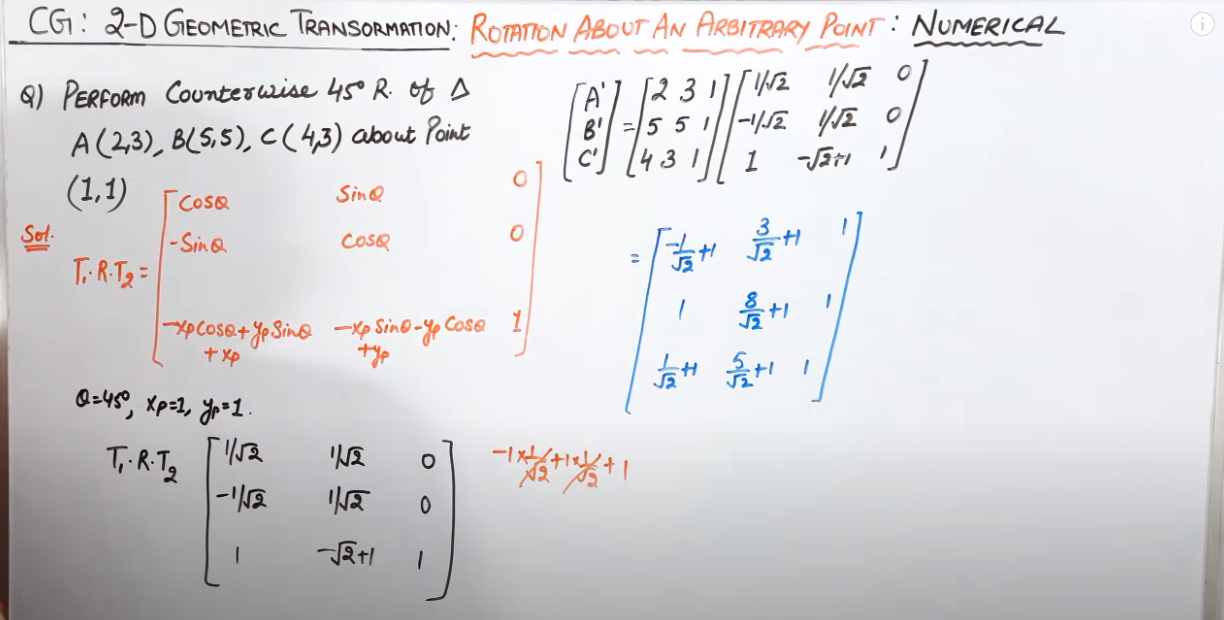 CG: 2-D GEOMETRIC TRANSORMATION: ROTATION ABOUT AN ARBITRARY POINT: NUMERICAL
Q) PERFORM Counterwise 45° R. of Δ
A(2,3), B(5,5), C(4,3) about Point
(1,1)
Sol.
T₁.R.T₂ =
[ Cosθ Sinθ 0
-Sinθ Cosθ 0
-xp Cosθ + yp Sinθ + xp -xp Sinθ - yp Cosθ + yp 1 ]
θ=45°, xp=1, yp=1.
T₁.R.T₂
[ 1/√2 1/√2 0
-1/√2 1/√2 0
1 -√2+1 1 ]
-1×1/√2+1×1/√2+1
[ A' B' C' ] = [ 2 3 1
5 5 1
4 3 1 ]
[ 1/√2 1/√2 0
-1/√2 1/√2 0
1 -√2+1 1 ]
= [ -1/√2+1 3/√2+1 1
1 8/√2+1 1
1/√2+1 5/√2+1 1 ]